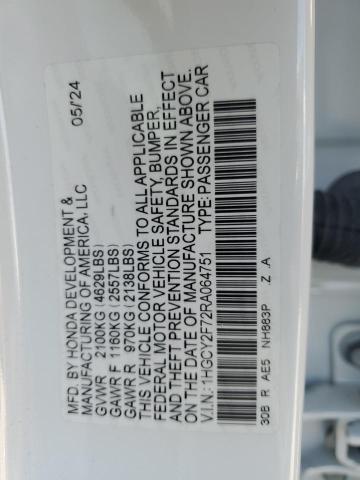 MFD. BY HONDA DEVELOPMENT & 05/24
MANUFACTURING OF AMERICA, LLC
GVWR 2100KG (4629LBS)
GAWR F 1160KG (2557LBS)
GAWR R 970KG (2138LBS)
THIS VEHICLE CONFORMS TO ALL APPLICABLE
FEDERAL MOTOR VEHICLE SAFETY, BUMPER,
AND THEFT PREVENTION STANDARDS IN EFFECT
ON THE DATE OF MANUFACTURE SHOWN ABOVE.
V.I.N.: 1HGCY2F72RA064751 TYPE: PASSENGER CAR
30B R AE5 NH883P Z .A